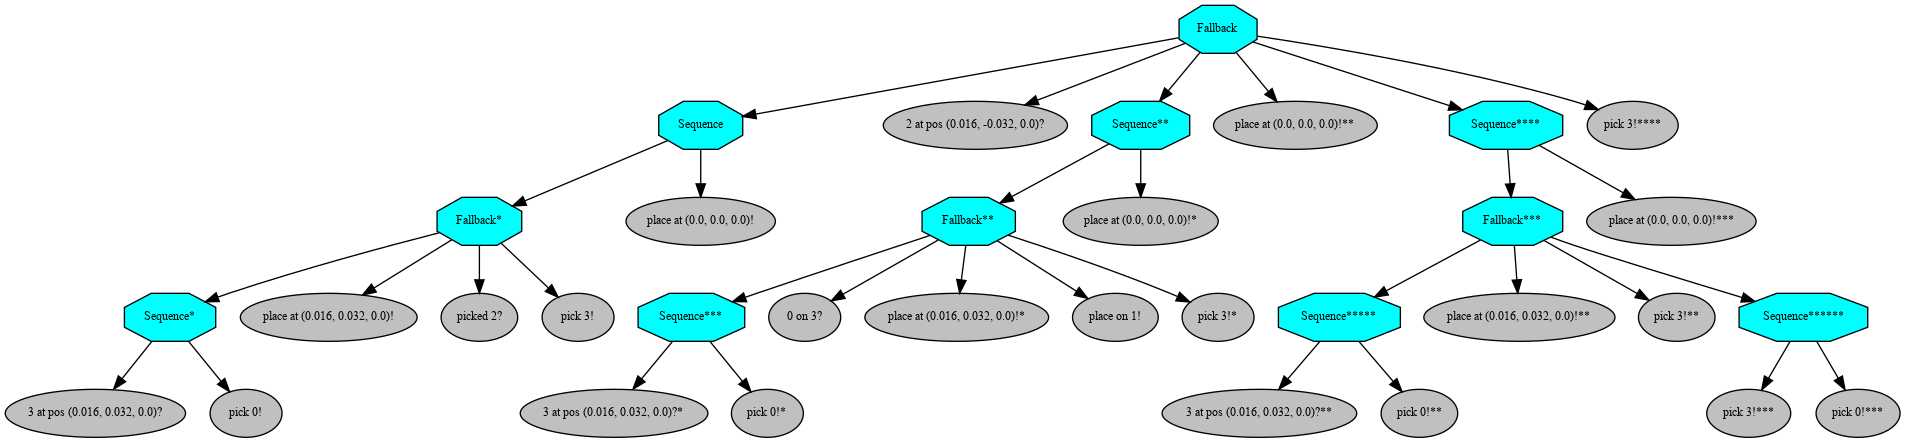 Fallback
Sequence
2 at pos (0.016, -0.032, 0.0)?
Sequence**
place at (0.0, 0.0, 0.0)!**
Sequence****
pick 3!****
Fallback*
place at (0.0, 0.0, 0.0)!
Fallback**
place at (0.0, 0.0, 0.0)!*
Fallback***
place at (0.0, 0.0, 0.0)!***
Sequence*
place at (0.016, 0.032, 0.0)!
picked 2?
pick 3!
Sequence***
0 on 3?
place at (0.016, 0.032, 0.0)!*
place on 1!
pick 3!*
Sequence*****
place at (0.016, 0.032, 0.0)!**
pick 3!**
Sequence******
3 at pos (0.016, 0.032, 0.0)?
pick 0!
3 at pos (0.016, 0.032, 0.0)?*
pick 0!*
3 at pos (0.016, 0.032, 0.0)?**
pick 0!**
pick 3!***
pick 0!***